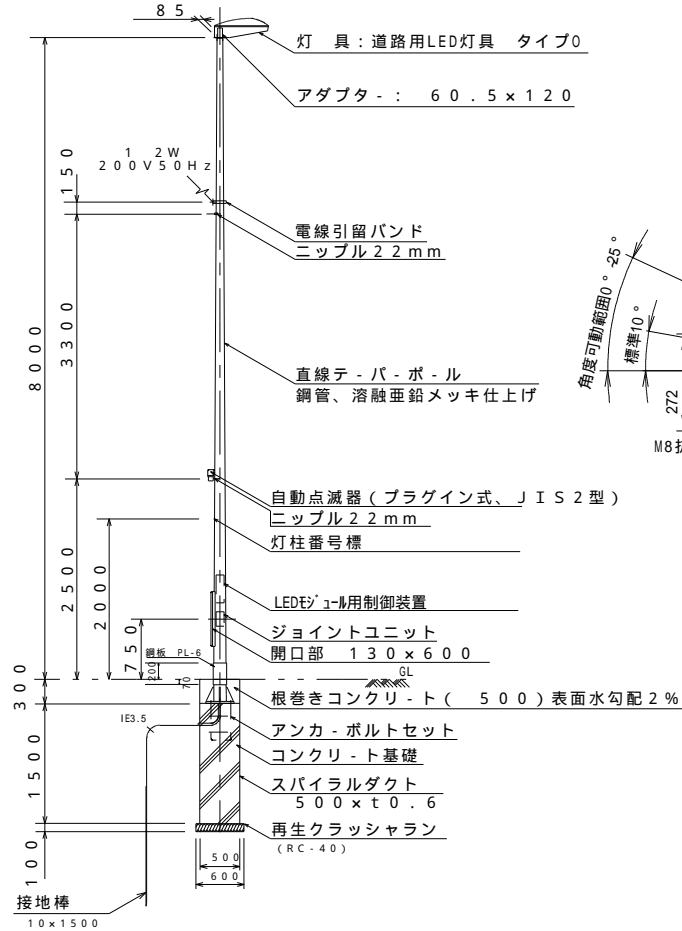 85
灯　具：道路用LED灯具　タイプ0
アダプタ-：　60.5×120
1　2W
200V50Hz
150
電線引留バンド
ニップル22mm
角度可動範囲0°-25°
標準10°
272
M8
8000
3300
直線テ-パ-ポ-ル
鋼管、溶融亜鉛メッキ仕上げ
自動点滅器(プラグイン式、JIS2型)
ニップル22mm
灯柱番号標
2500
2000
LEDモジュール用制御装置
750
ジョイントユニット
鋼板 PL-6
200
開口部　130×600
GL
70
300
根巻きコンクリ-ト(　500)表面水勾配2%
IE3.5
アンカ-ボルトセット
コンクリ-ト基礎
1500
スパイラルダクト
500×t0.6
再生クラッシャラン
(RC-40)
100
500
600
接地棒
10×1500